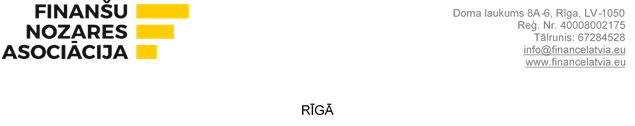 FINANŠU
NOZARES
ASOCIĀCIJA
Doma laukums 8A-6, Rīga, LV-1050
Reģ. Nr. 40008002175
Tālrunis: 67284528
info@financelatvia.eu
www.financelatvia.eu
RĪGĀ